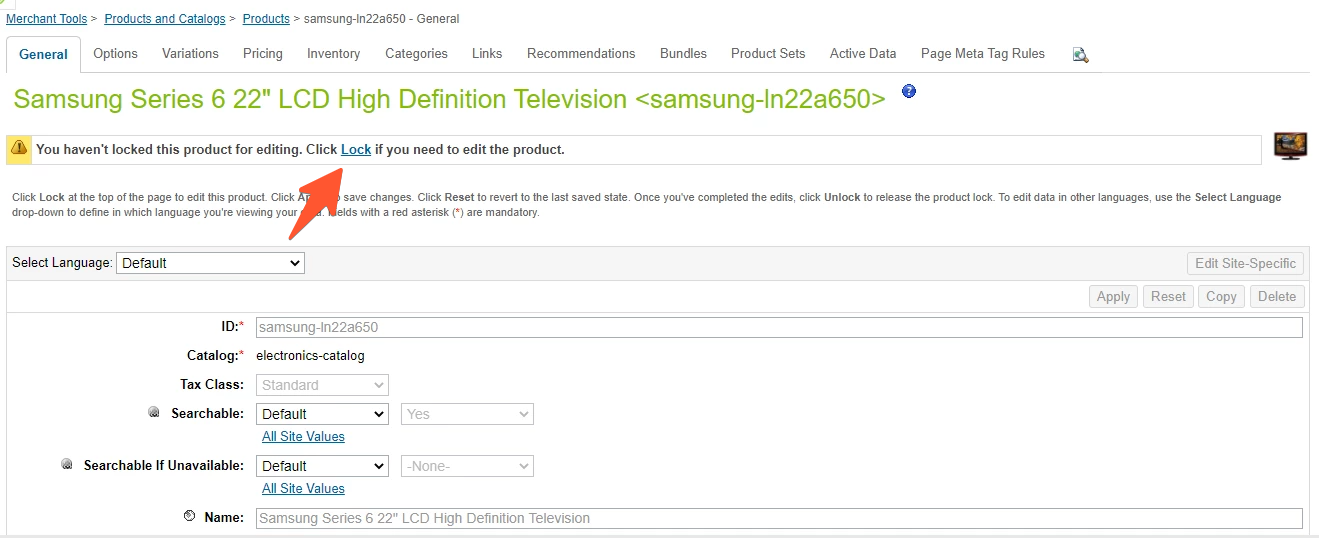 Merchant Tools > Products and Catalogs > Products > samsung-ln22a650 - General
General Options Variations Pricing Inventory Categories Links Recommendations Bundles Product Sets Active Data Page Meta Tag Rules
Samsung Series 6 22" LCD High Definition Television <samsung-ln22a650> ?
You haven't locked this product for editing. Click Lock if you need to edit the product.
Click Lock at the top of the page to edit this product. Click save changes. Click Reset to revert to the last saved state. Once you've completed the edits, click Unlock to release the product lock. To edit data in other languages, use the Select Language
drop-down to define in which language you're viewing your with a red asterisk (*) are mandatory.
Select Language: Default Edit Site-Specific
Apply Reset Copy Delete
ID:* samsung-ln22a650
Catalog:* electronics-catalog
Tax Class: Standard
Searchable: Default Yes
All Site Values
Searchable If Unavailable: Default -None-
All Site Values
Name: Samsung Series 6 22" LCD High Definition Television